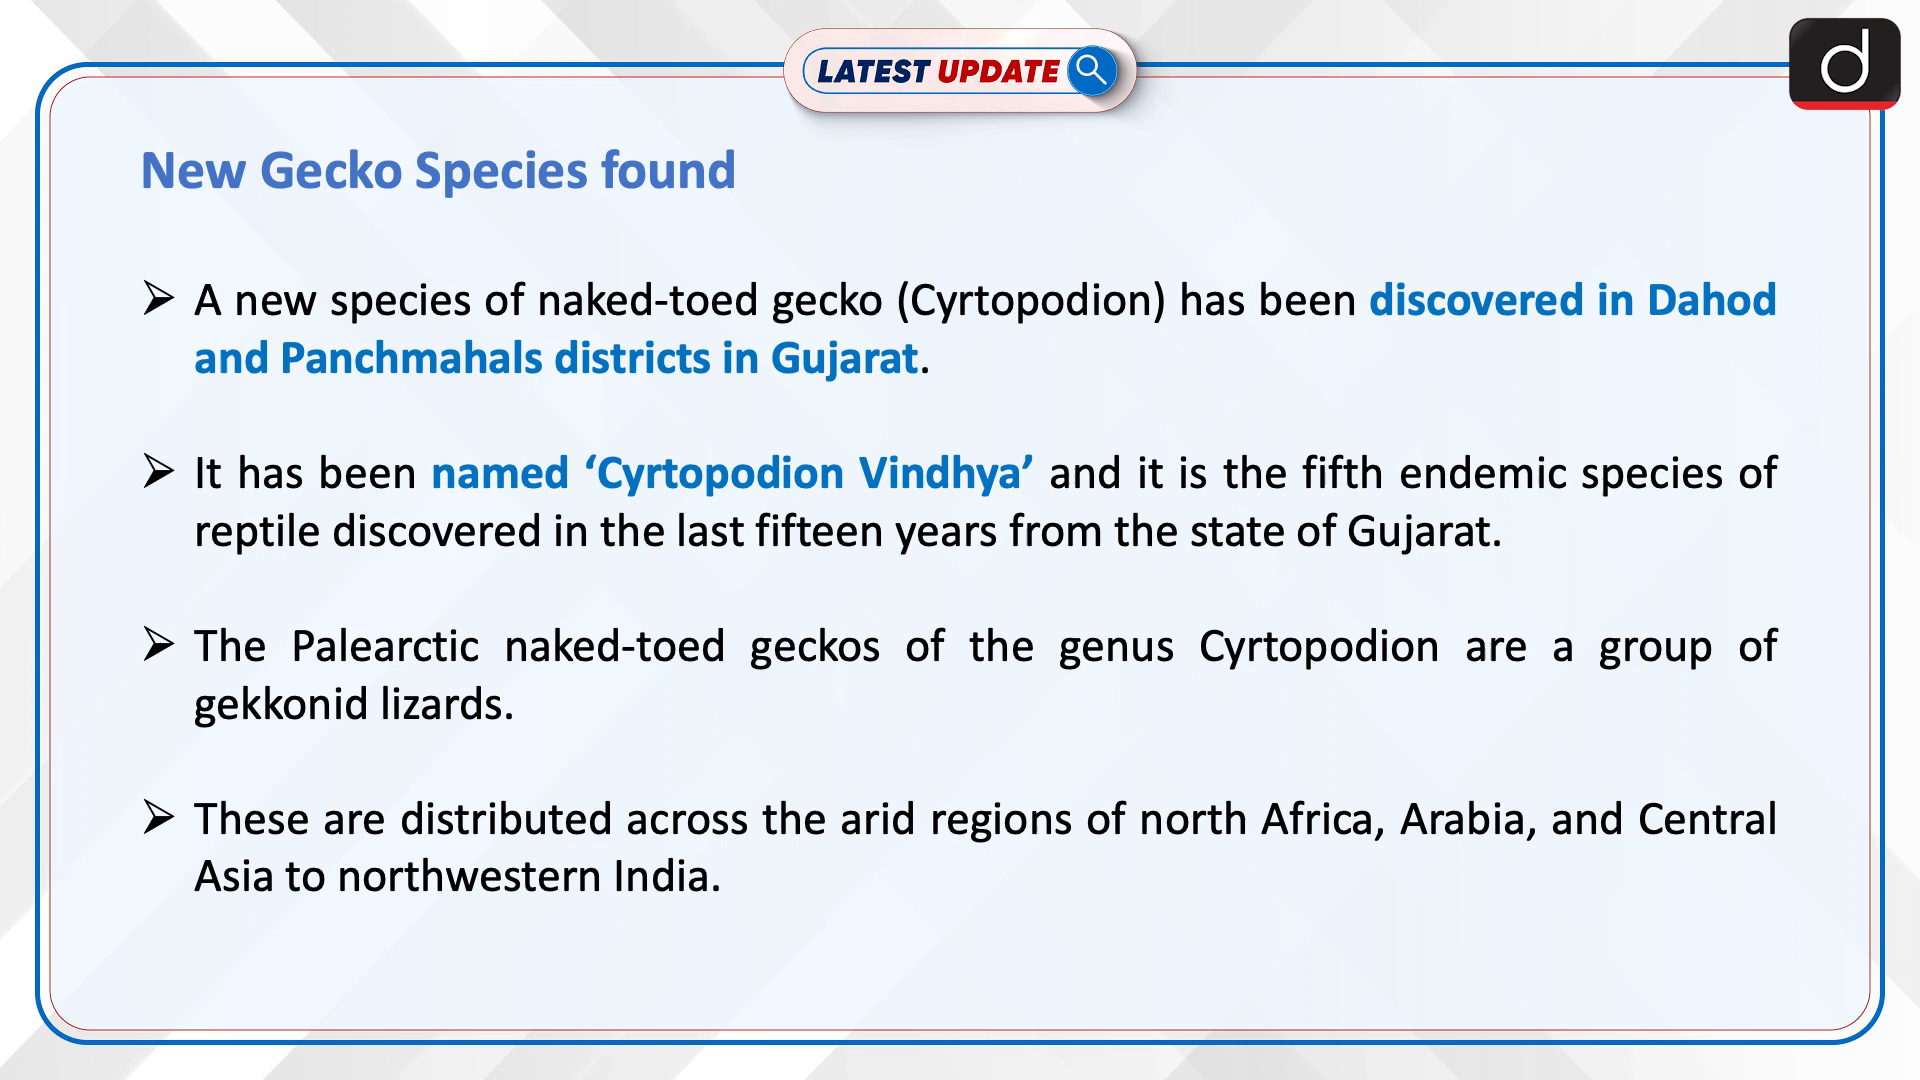 LATEST UPDATE
d
New Gecko Species found
➢ A new species of naked-toed gecko (Cyrtopodion) has been discovered in Dahod
and Panchmahals districts in Gujarat.
➢ It has been named ‘Cyrtopodion Vindhya’ and it is the fifth endemic species of
reptile discovered in the last fifteen years from the state of Gujarat.
➢ The Palearctic naked-toed geckos of the genus Cyrtopodion are a group of
gekkonid lizards.
➢ These are distributed across the arid regions of north Africa, Arabia, and Central
Asia to northwestern India.